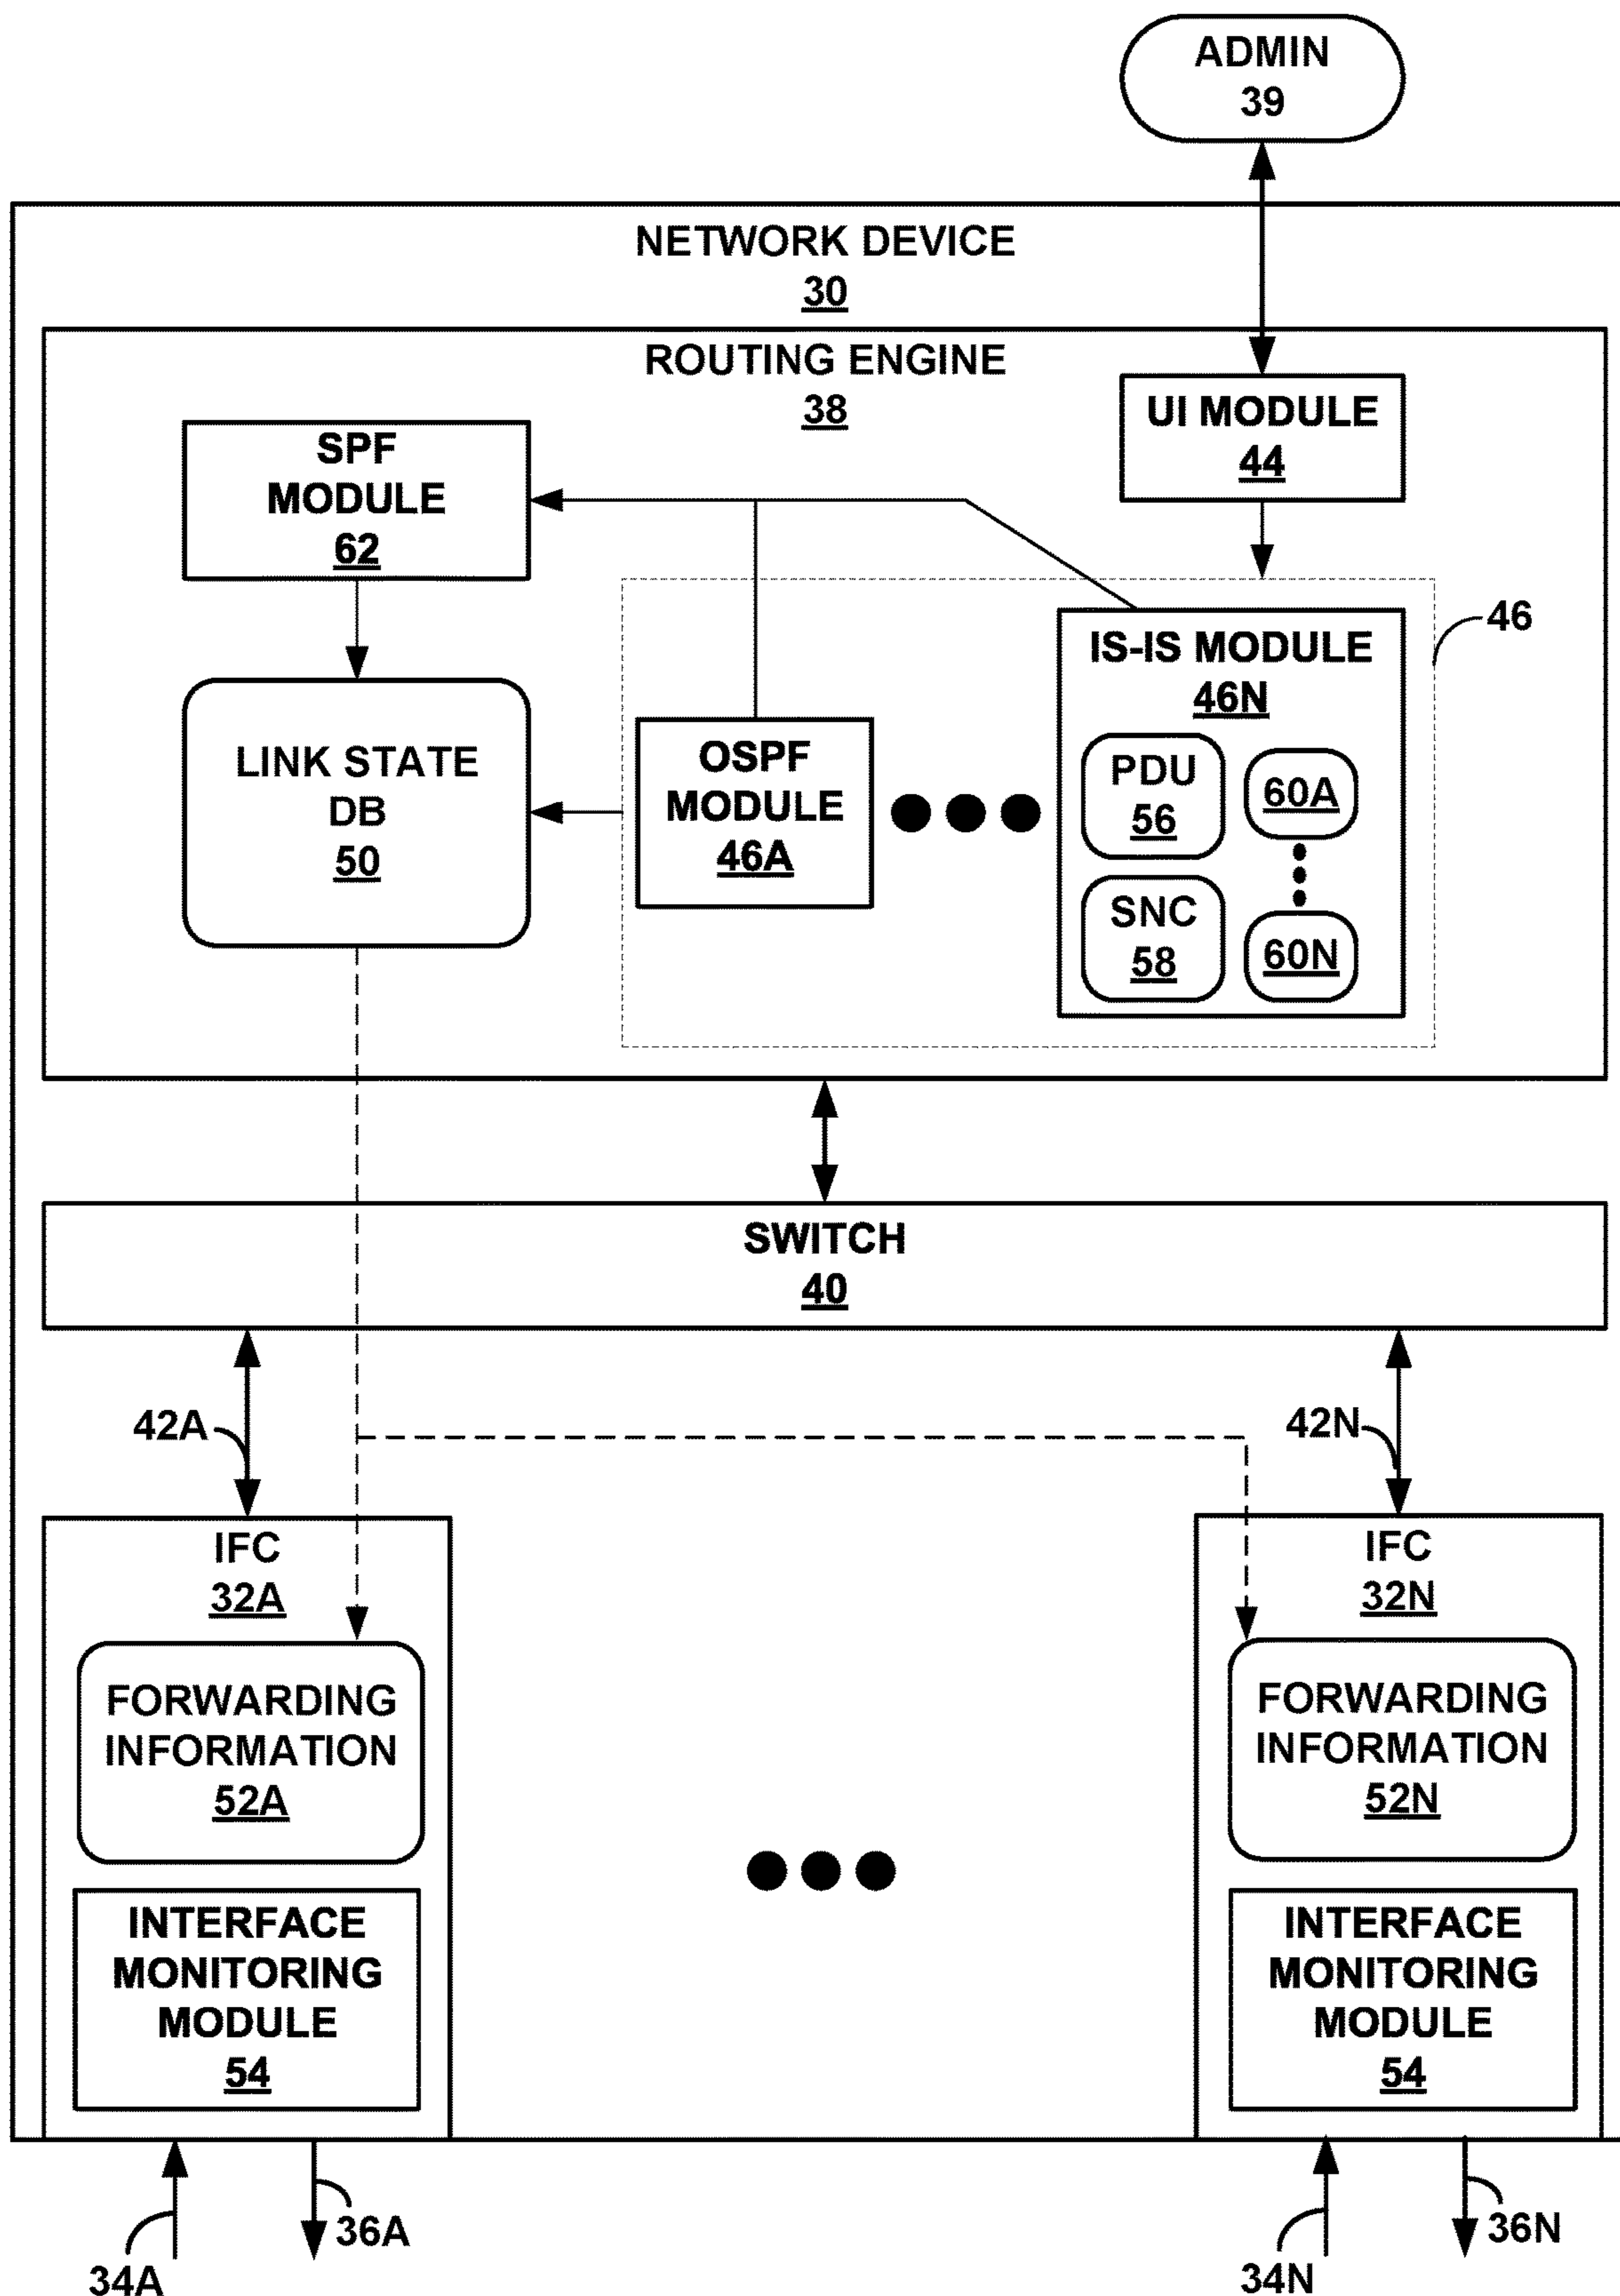 ADMIN
39
NETWORK DEVICE
30
ROUTING ENGINE
38
UI MODULE
44
SPF
MODULE
62
46
IS-IS MODULE
46N
LINK STATE
DB
50
OSPF
MODULE
46A
PDU
56
60A
SNC
58
60N
SWITCH
40
42A
42N
IFC
32A
FORWARDING
INFORMATION
52A
INTERFACE
MONITORING
MODULE
54
IFC
32N
FORWARDING
INFORMATION
52N
INTERFACE
MONITORING
MODULE
54
34A
36A
34N
36N